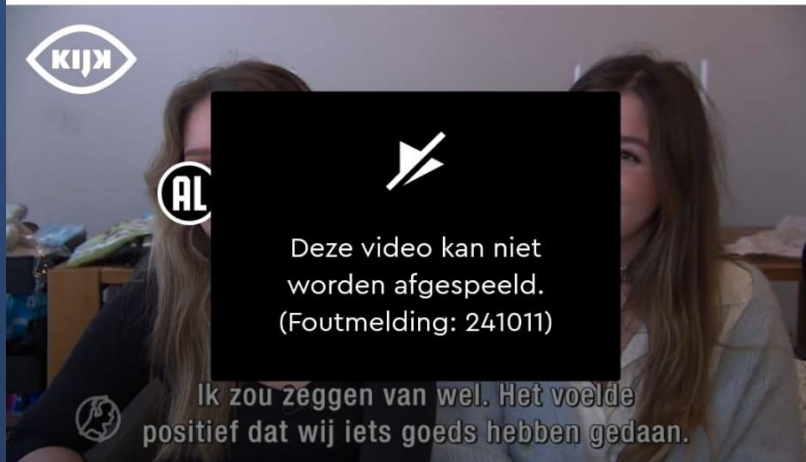 KIJK
AL
Deze video kan niet
worden afgespeeld.
(Foutmelding: 241011)
Ik zou zeggen van wel. Het voelde
positief dat wij iets goeds hebben gedaan.